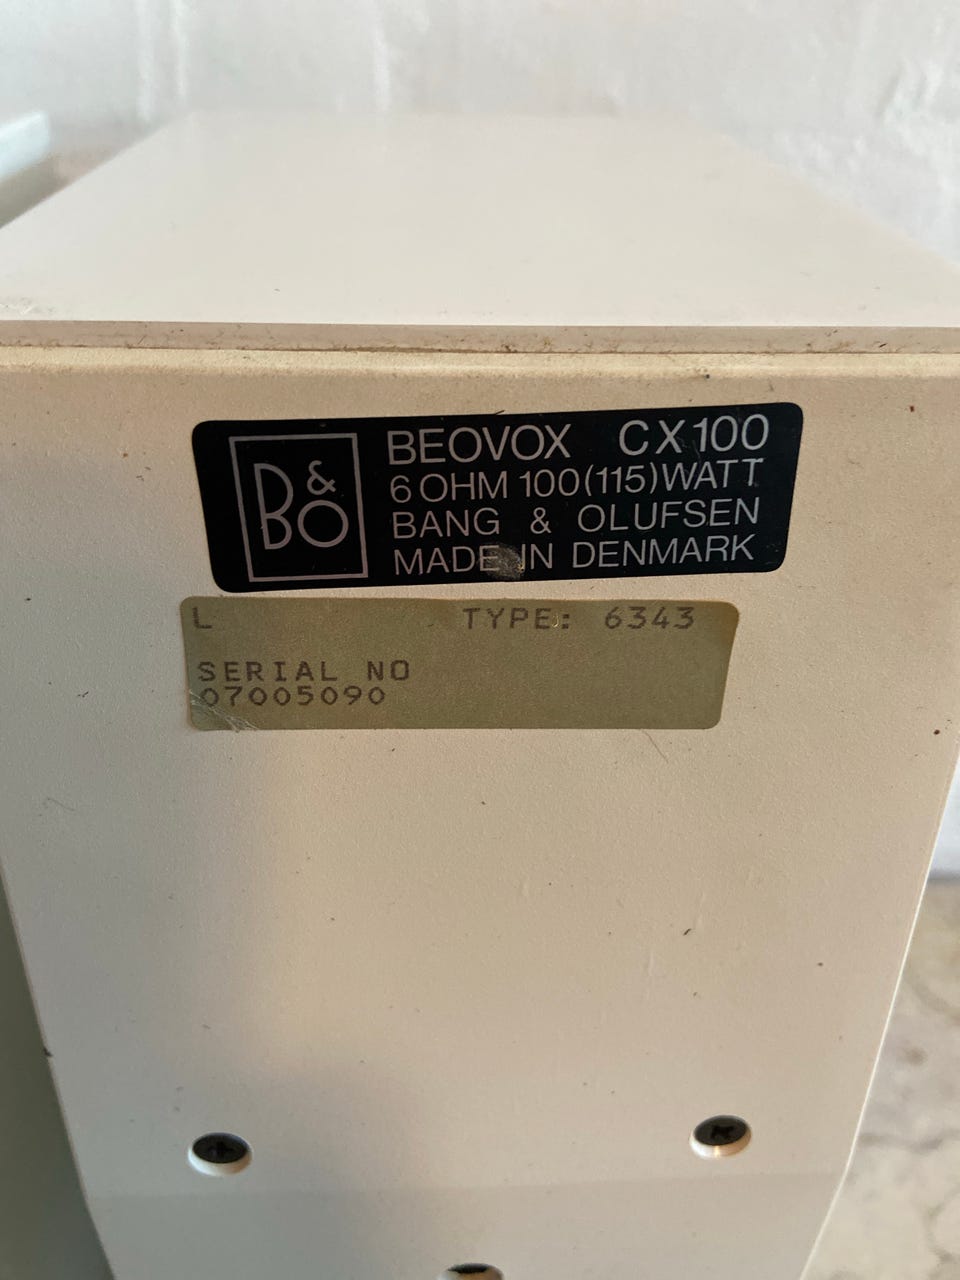 B&O
BEOVOX CX100
6 OHM 100(115)WATT
BANG & OLUFSEN
MADE IN DENMARK
L TYPE: 6343
SERIAL NO
07005090